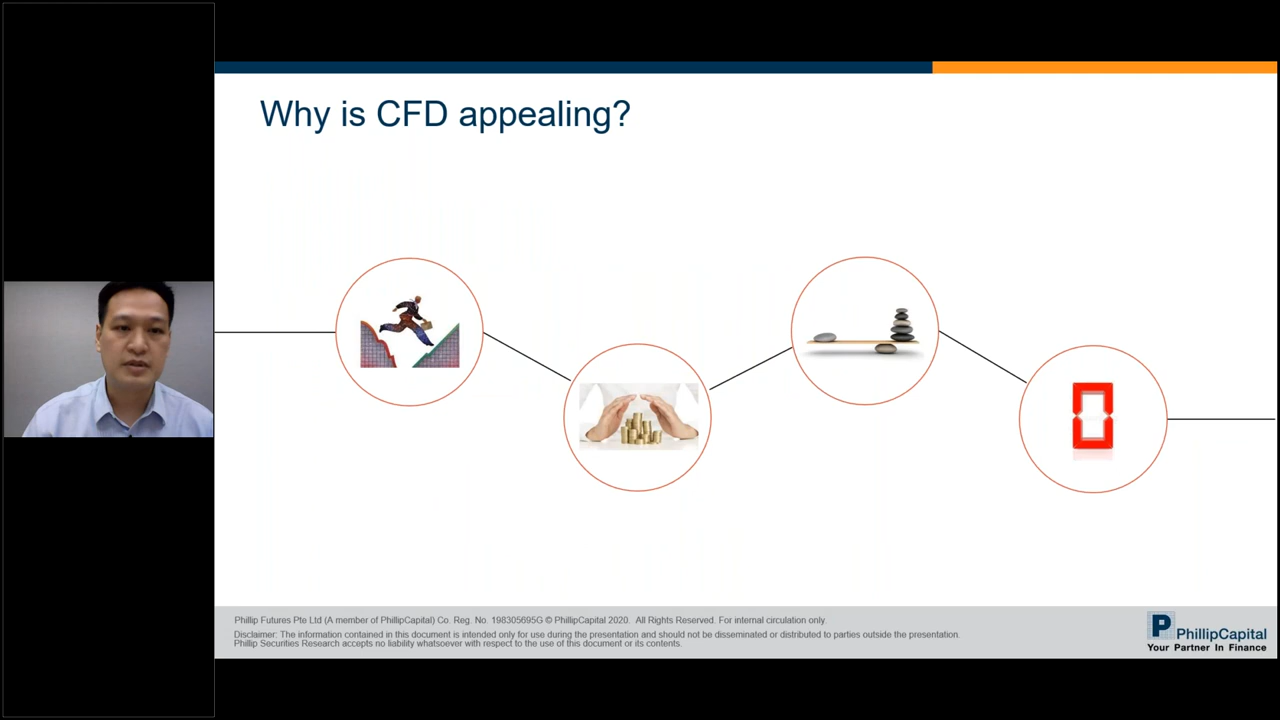 Why is CFD appealing?
Phillip Futures Pte Ltd (A member of PhillipCapital) Co. Reg. No. 198305695G © PhillipCapital 2020. All Rights Reserved. For internal circulation only.
Disclaimer: The information contained in this document is intended only for use during the presentation and should not be disseminated or distributed to parties outside the presentation.
Phillip Securities Research accepts no liability whatsoever with respect to the use of this document or its contents.
P PhillipCapital
Your Partner In Finance